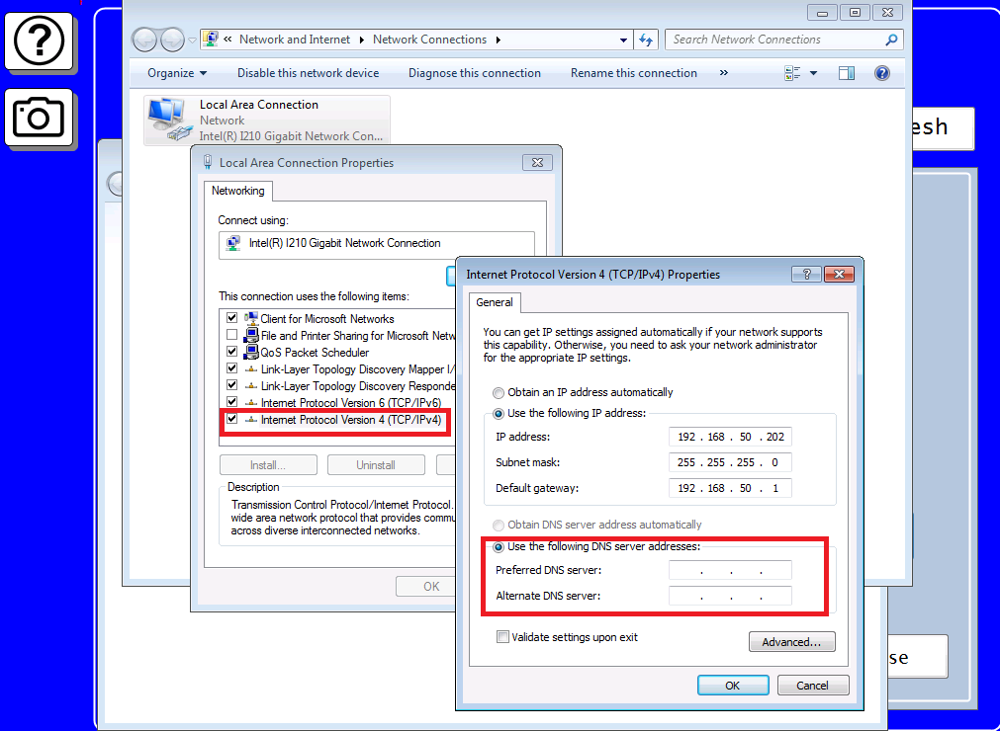 ?
« Network and Internet ▸ Network Connections ▸
Search Network Connections
Organize ▾ Disable this network device Diagnose this connection Rename this connection »
Local Area Connection
Network
Intel(R) I210 Gigabit Network Con...
esh
Local Area Connection Properties
Networking
Connect using:
Intel(R) I210 Gigabit Network Connection
This connection uses the following items:
Client for Microsoft Networks
File and Printer Sharing for Microsoft Netw
QoS Packet Scheduler
Link-Layer Topology Discovery Mapper I/
Link-Layer Topology Discovery Responde
Internet Protocol Version 6 (TCP/IPv6)
Internet Protocol Version 4 (TCP/IPv4)
Install... Uninstall
Description
Transmission Control Protocol/Internet Protocol.
wide area network protocol that provides commu
across diverse interconnected networks.
OK
Internet Protocol Version 4 (TCP/IPv4) Properties
General
You can get IP settings assigned automatically if your network supports
this capability. Otherwise, you need to ask your network administrator
for the appropriate IP settings.
Obtain an IP address automatically
Use the following IP address:
IP address: 192 . 168 . 50 . 202
Subnet mask: 255 . 255 . 255 . 0
Default gateway: 192 . 168 . 50 . 1
Obtain DNS server address automatically
Use the following DNS server addresses:
Preferred DNS server: . . .
Alternate DNS server: . . .
Validate settings upon exit
Advanced...
OK Cancel
se